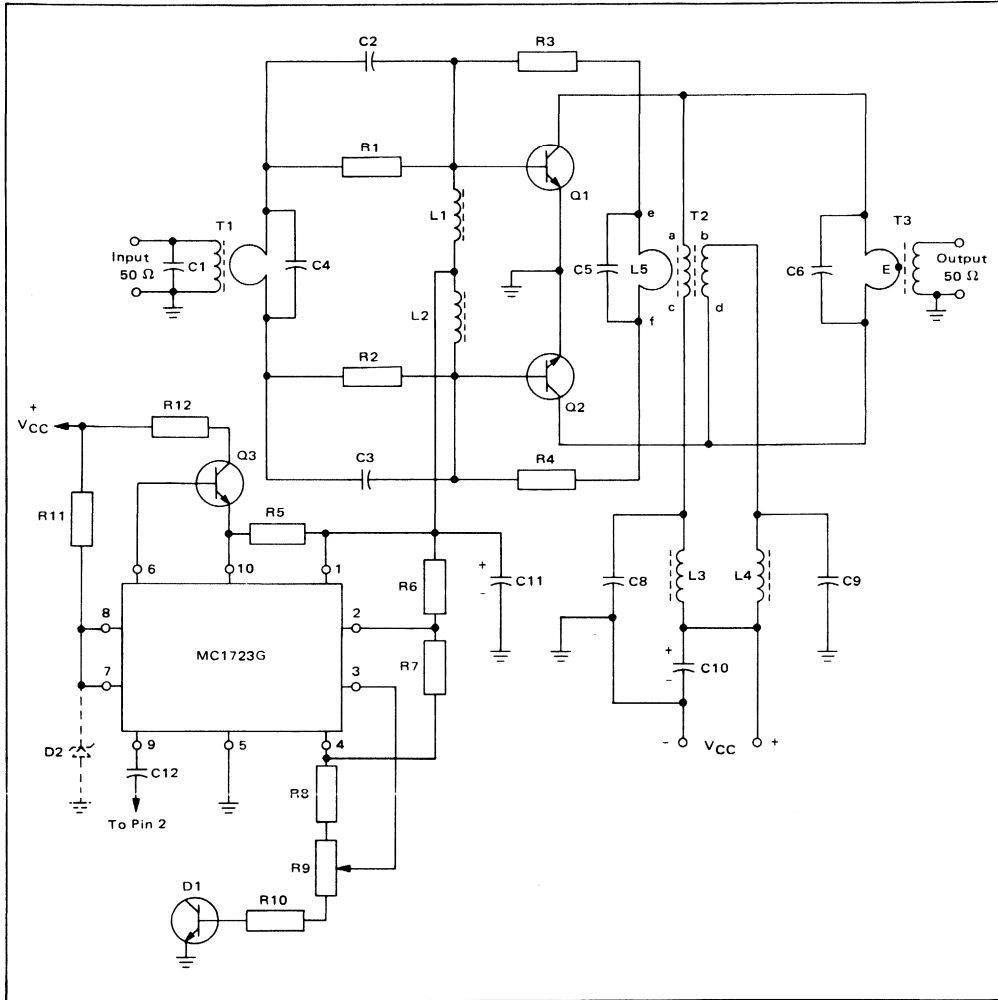 C2
R3
R1
Q1
T1
L1
e
T2
a
b
T3
Input
50 Ω
C1
C4
C5
L5
C6
E
Output
50 Ω
L2
c
d
f
R2
Q2
R12
+
VCC
Q3
C3
R4
R11
R5
6
10
1
R6
+
-
C11
C8
L3
L4
C9
8
2
MC1723G
R7
7
3
+
-
C10
D2
9
5
4
- VCC +
C12
R8
To Pin 2
R9
D1
R10